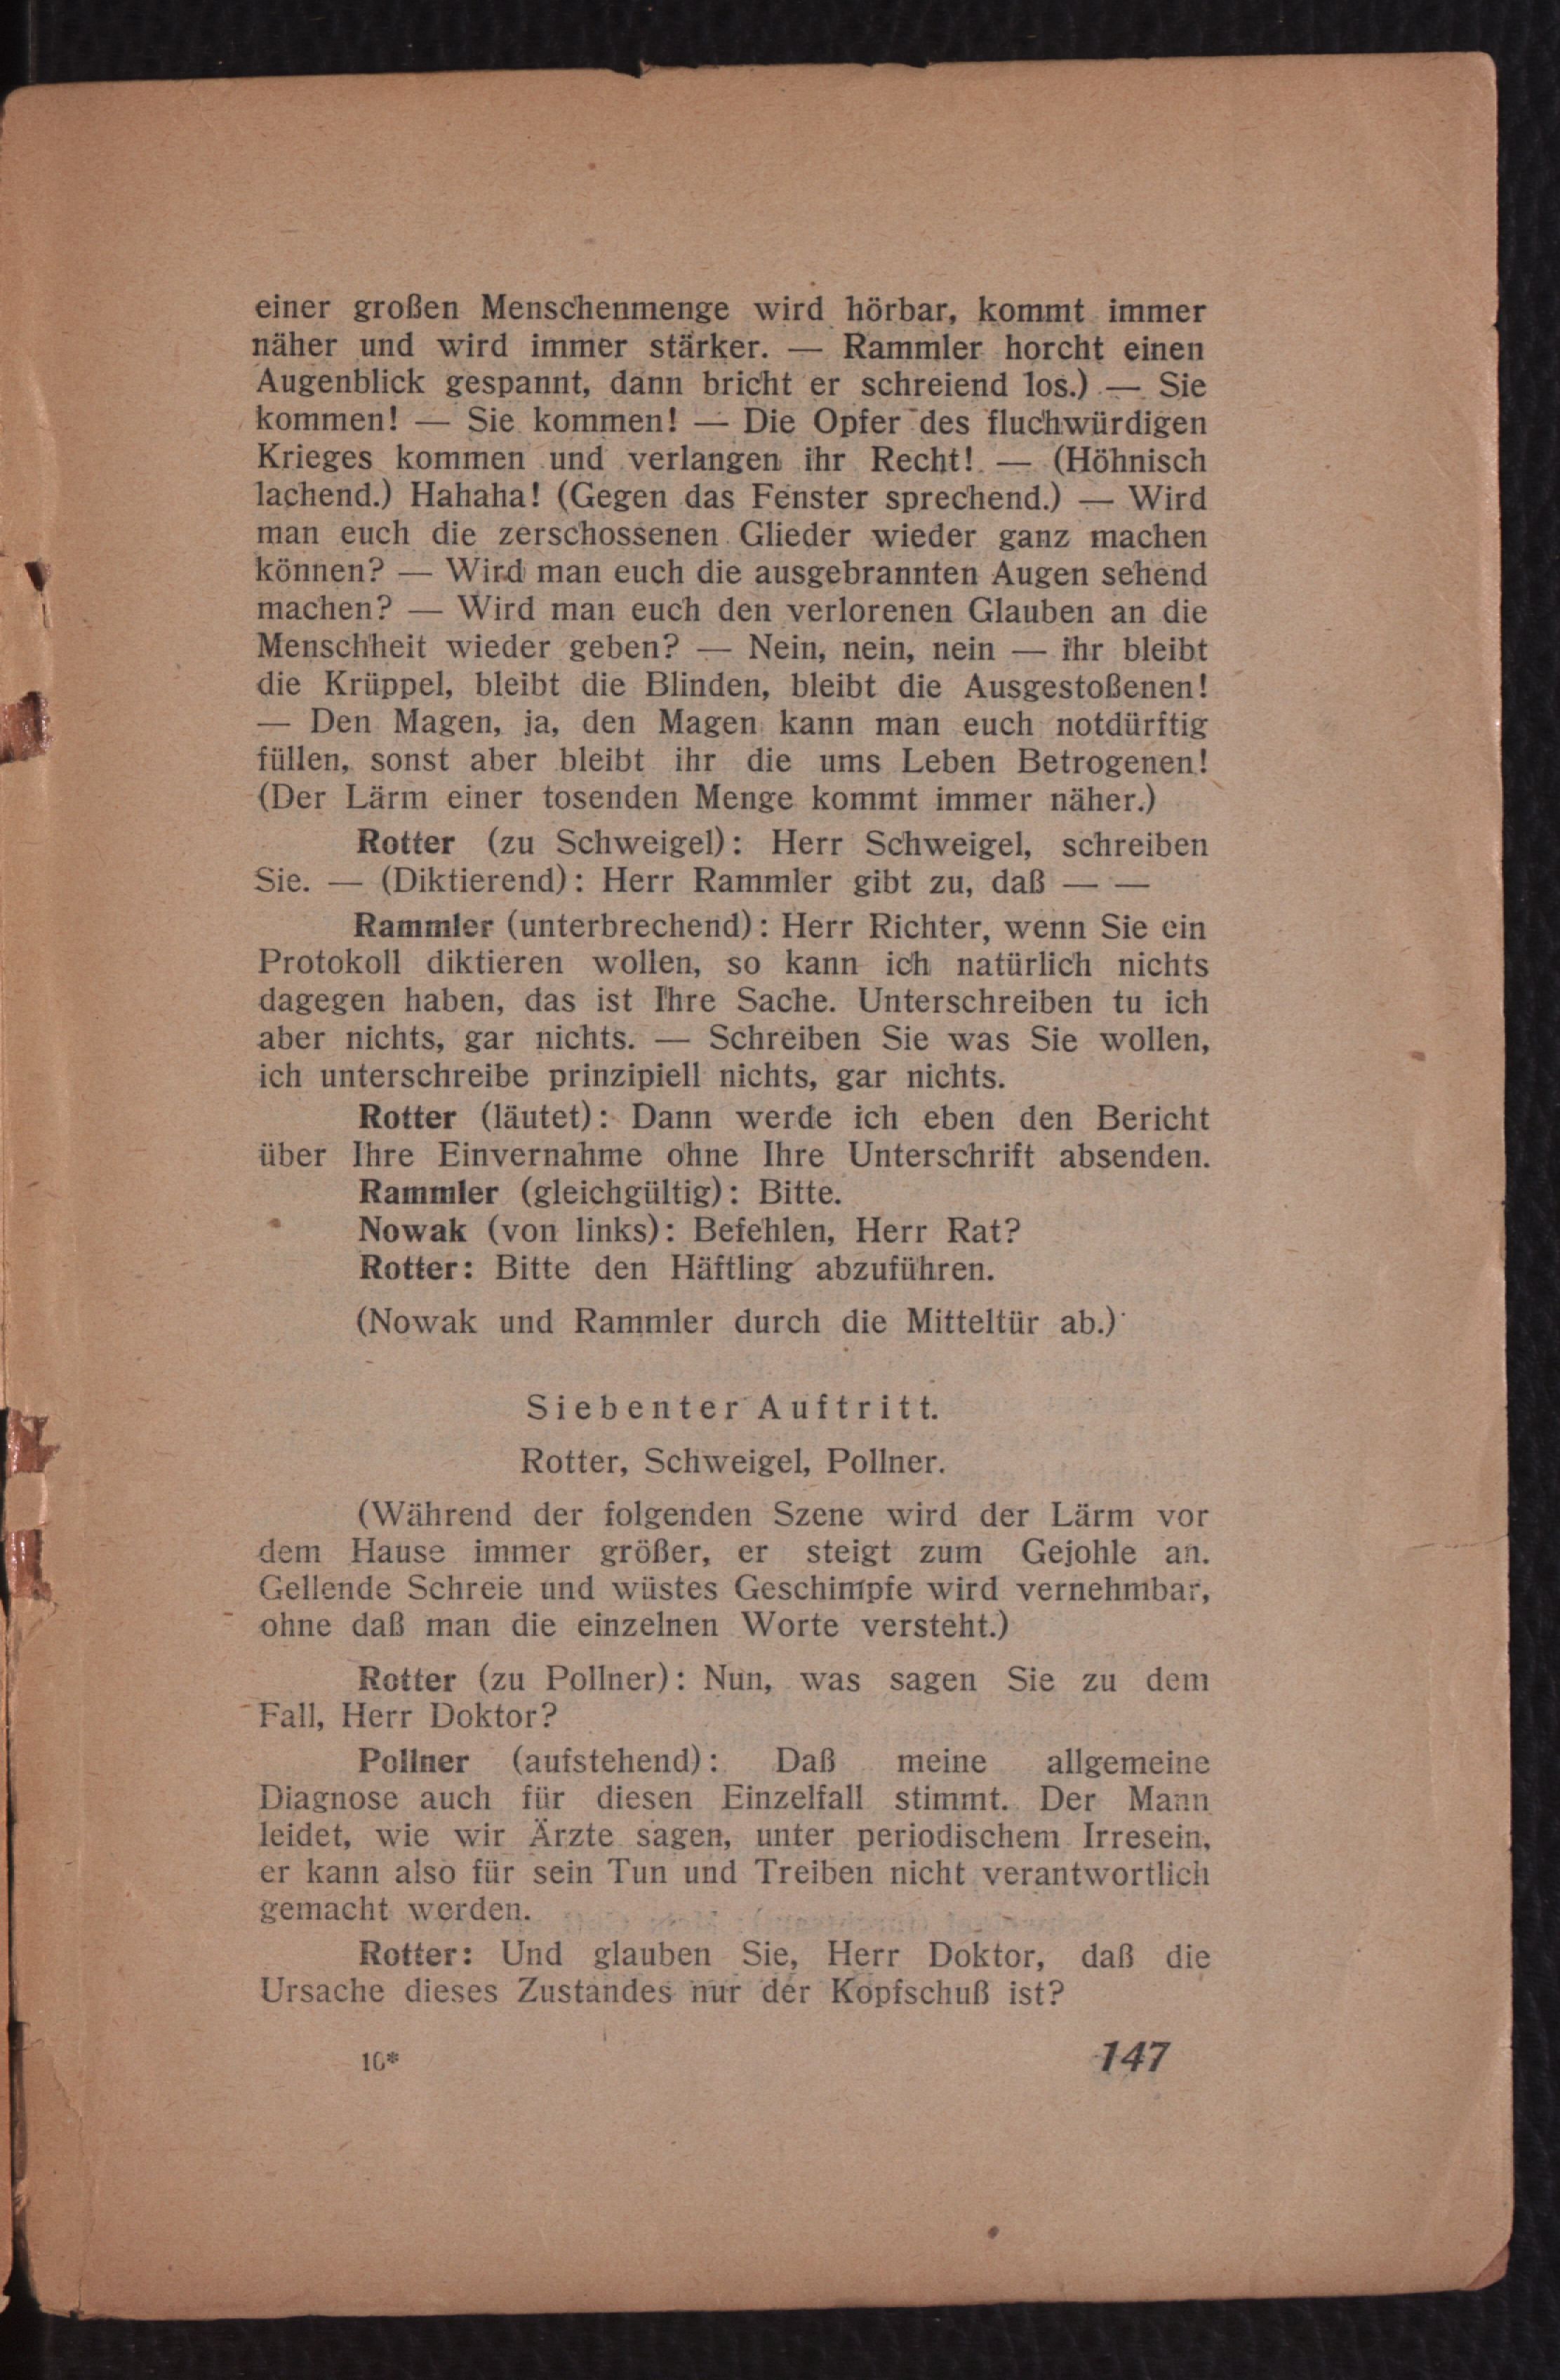 einer großen Menschenmenge wird hörbar, kommt immer
näher und wird immer stärker. — Rammler horcht einen
Augenblick gespannt, dann bricht er schreiend los.) — Sie
kommen! — Sie kommen! — Die Opfer des fluchwürdigen
Krieges kommen und verlangen ihr Recht! — (Höhnisch
lachend.) Hahaha! (Gegen das Fenster sprechend.) — Wird
man euch die zerschossenen Glieder wieder ganz machen
können? — Wird man euch die ausgebrannten Augen sehend
machen? — Wird man euch den verlorenen Glauben an die
Menschheit wieder geben? — Nein, nein, nein — ihr bleibt
die Krüppel, bleibt die Blinden, bleibt die Ausgestoßenen!
— Den Magen, ja, den Magen kann man euch notdürftig
füllen, sonst aber bleibt ihr die ums Leben Betrogenen!
(Der Lärm einer tosenden Menge kommt immer näher.)
Rotter (zu Schweigel): Herr Schweigel, schreiben
Sie. — (Diktierend): Herr Rammler gibt zu, daß — —
Rammler (unterbrechend): Herr Richter, wenn Sie ein
Protokoll diktieren wollen, so kann ich natürlich nichts
dagegen haben, das ist Ihre Sache. Unterschreiben tu ich
aber nichts, gar nichts. — Schreiben Sie was Sie wollen,
ich unterschreibe prinzipiell nichts, gar nichts.
Rotter (läutet): Dann werde ich eben den Bericht
über Ihre Einvernahme ohne Ihre Unterschrift absenden.
Rammler (gleichgültig): Bitte.
Nowak (von links): Befehlen, Herr Rat?
Rotter: Bitte den Häftling abzuführen.
(Nowak und Rammler durch die Mitteltür ab.)
Siebenter Auftritt.
Rotter, Schweigel, Pollner.
(Während der folgenden Szene wird der Lärm vor
dem Hause immer größer, er steigt zum Gejohle an.
Gellende Schreie und wüstes Geschimpfe wird vernehmbar,
ohne daß man die einzelnen Worte versteht.)
Rotter (zu Pollner): Nun, was sagen Sie zu dem
Fall, Herr Doktor?
Pollner (aufstehend): Daß meine allgemeine
Diagnose auch für diesen Einzelfall stimmt. Der Mann
leidet, wie wir Ärzte sagen, unter periodischem Irresein,
er kann also für sein Tun und Treiben nicht verantwortlich
gemacht werden.
Rotter: Und glauben Sie, Herr Doktor, daß die
Ursache dieses Zustandes nur der Kopfschuß ist?
10*
147